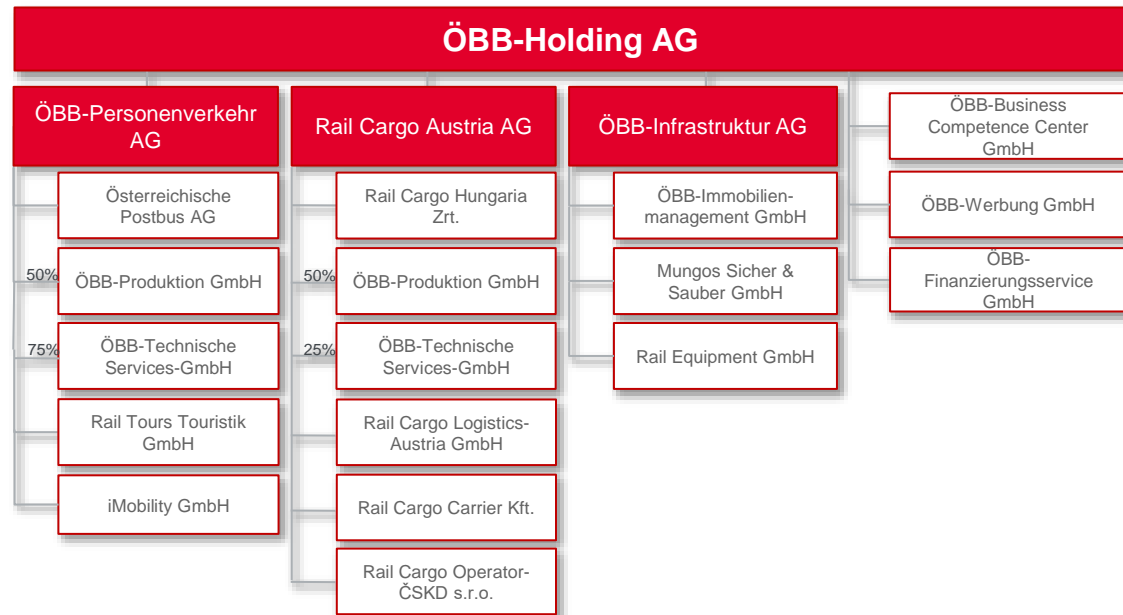 ÖBB-Holding AG
ÖBB-Personenverkehr
AG
Österreichische
Postbus AG
50%
ÖBB-Produktion GmbH
75%
ÖBB-Technische
Services-GmbH
Rail Tours Touristik
GmbH
iMobility GmbH
Rail Cargo Austria AG
Rail Cargo Hungaria
Zrt.
50%
ÖBB-Produktion GmbH
25%
ÖBB-Technische
Services-GmbH
Rail Cargo Logistics-
Austria GmbH
Rail Cargo Carrier Kft.
Rail Cargo Operator-
ČSKD s.r.o.
ÖBB-Infrastruktur AG
ÖBB-Immobilien-
management GmbH
Mungos Sicher &
Sauber GmbH
Rail Equipment GmbH
ÖBB-Business
Competence Center
GmbH
ÖBB-Werbung GmbH
ÖBB-
Finanzierungsservice
GmbH